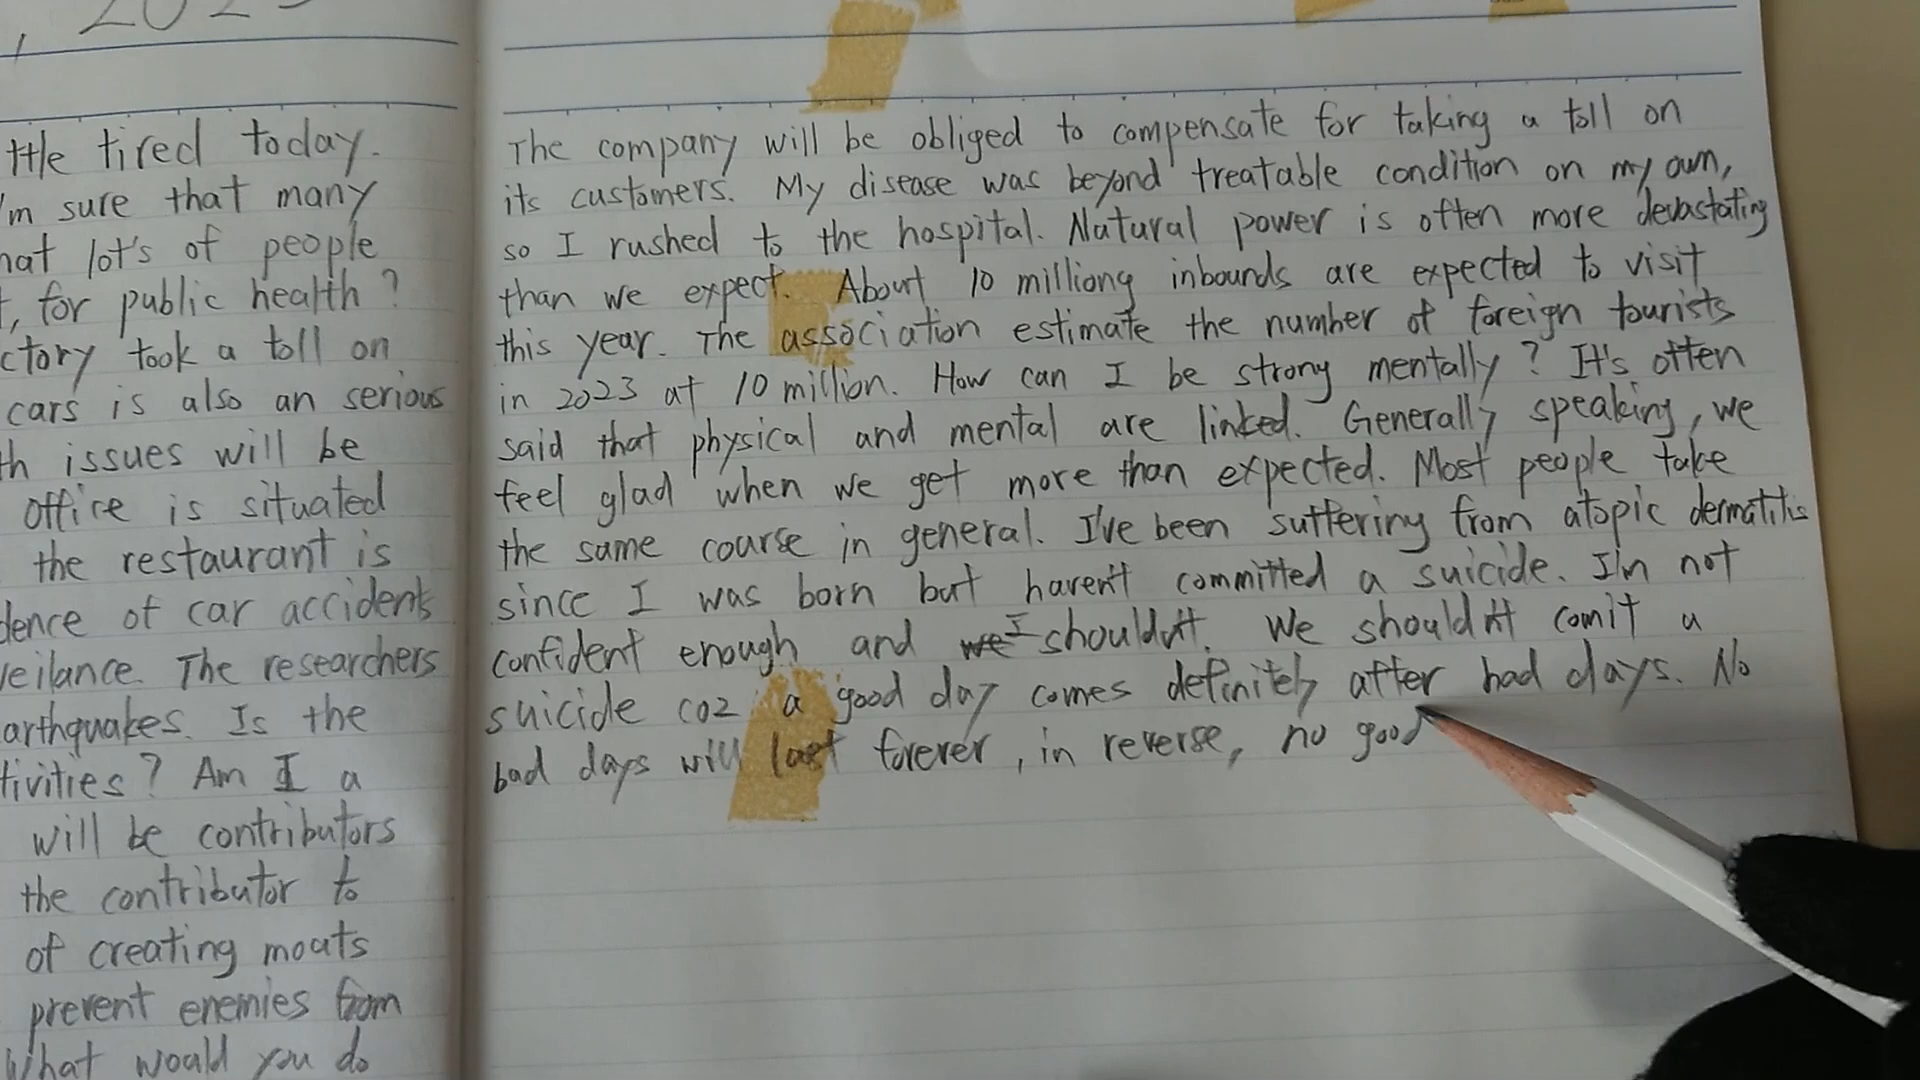 , 2023
ttle tired today.
I'm sure that many
hat lot's of people
t, for public health?
ctory took a toll on
cars is also an serious
th issues will be
office is situated
the restaurant is
dence of car accidents
veilance. The researchers
arthquakes. Is the
tivities? Am I a
will be contributors
the contributor to
of creating moats
prevent enemies from
What would you do
The company will be obliged to compensate for taking a toll on
its customers. My disease was beyond treatable condition on my own,
so I rushed to the hospital. Natural power is often more devastating
than we expect. About 10 milliong inbounds are expected to visit
this year. The association estimate the number of foreign tourists
in 2023 at 10 million. How can I be strong mentally? It's often
said that physical and mental are linked. Generally speaking, we
feel glad when we get more than expected. Most people take
the same course in general. I've been suffering from atopic dermatitis
since I was born but haven't committed a suicide. I'm not
confident enough and we I shouldn't. We shouldn't comit a
suicide coz a good day comes definitely after bad days. No
bad days will last forever, in reverse, no good